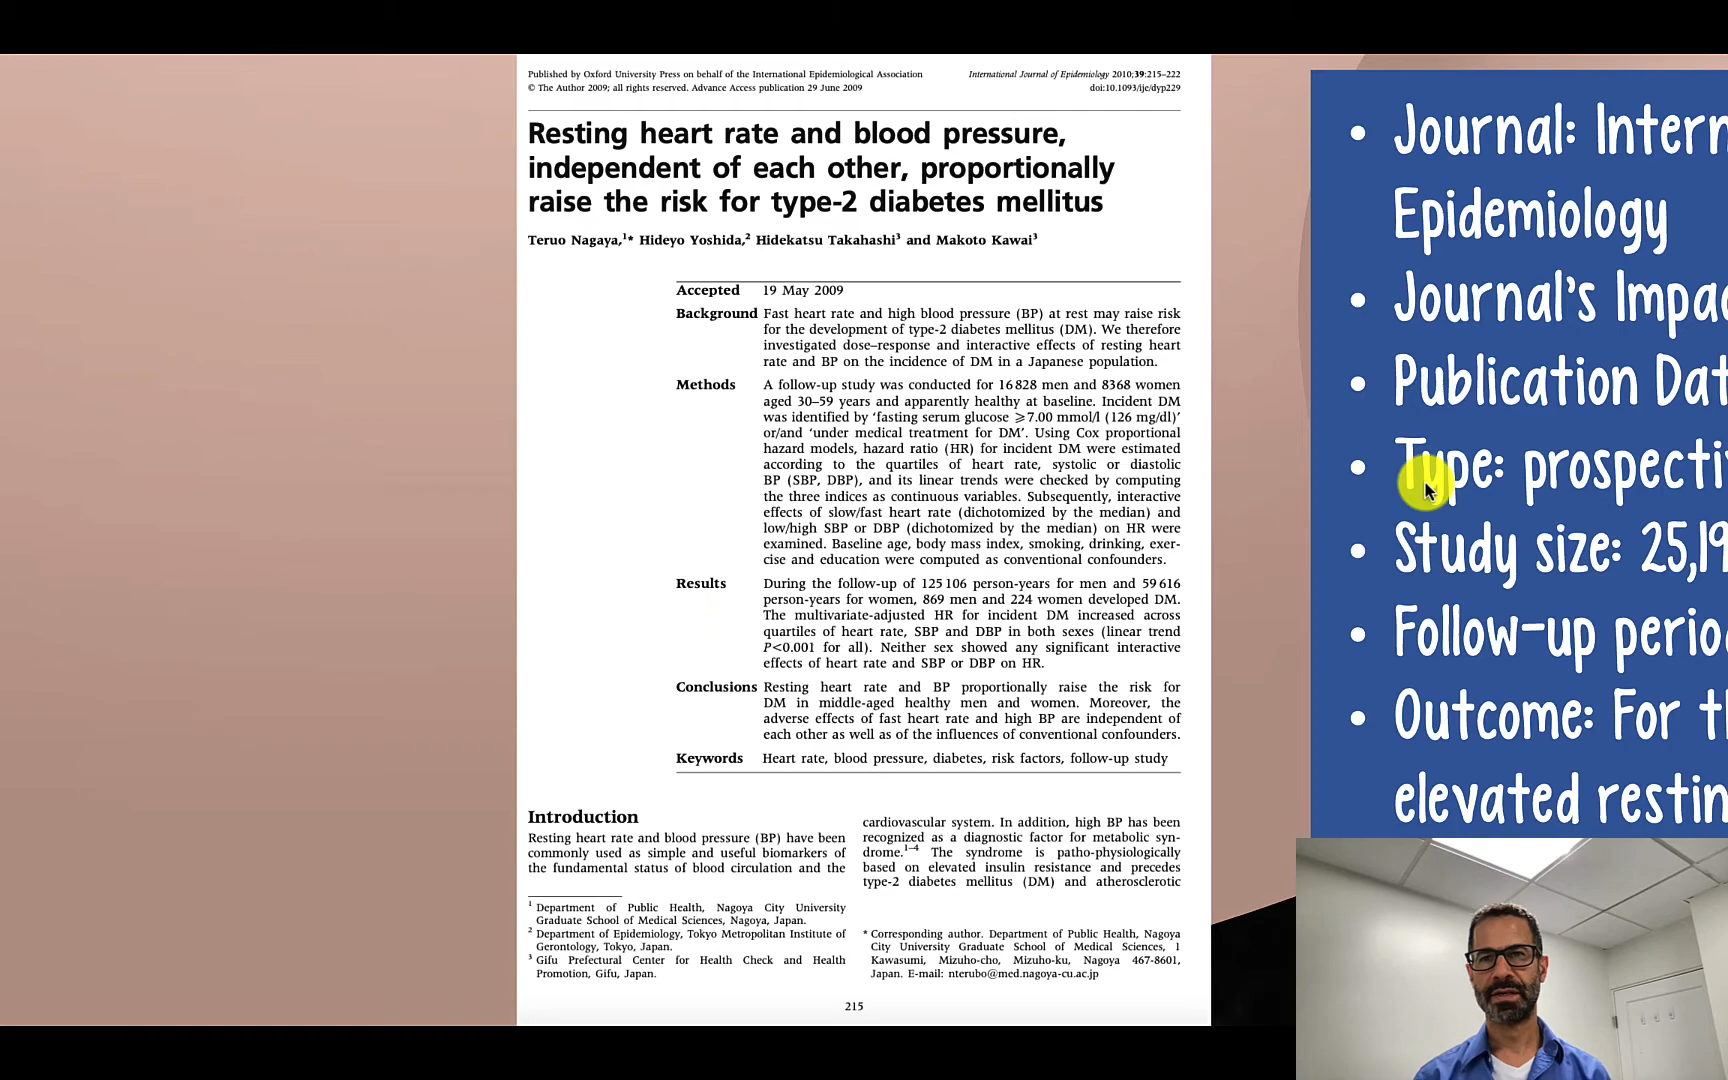 Published by Oxford University Press on behalf of the International Epidemiological Association
© The Author 2009; all rights reserved. Advance Access publication 29 June 2009
International Journal of Epidemiology 2010;39:215–222
doi:10.1093/ije/dyp229
Resting heart rate and blood pressure,
independent of each other, proportionally
raise the risk for type-2 diabetes mellitus
Teruo Nagaya,1* Hideyo Yoshida,2 Hidekatsu Takahashi3 and Makoto Kawai3
Accepted 19 May 2009
Background Fast heart rate and high blood pressure (BP) at rest may raise risk
for the development of type-2 diabetes mellitus (DM). We therefore
investigated dose–response and interactive effects of resting heart
rate and BP on the incidence of DM in a Japanese population.
Methods A follow-up study was conducted for 16 828 men and 8368 women
aged 30–59 years and apparently healthy at baseline. Incident DM
was identified by ‘fasting serum glucose ⩾7.00 mmol/l (126 mg/dl)’
or/and ‘under medical treatment for DM’. Using Cox proportional
hazard models, hazard ratio (HR) for incident DM were estimated
according to the quartiles of heart rate, systolic or diastolic
BP (SBP, DBP), and its linear trends were checked by computing
the three indices as continuous variables. Subsequently, interactive
effects of slow/fast heart rate (dichotomized by the median) and
low/high SBP or DBP (dichotomized by the median) on HR were
examined. Baseline age, body mass index, smoking, drinking, exer-
cise and education were computed as conventional confounders.
Results During the follow-up of 125 106 person-years for men and 59 616
person-years for women, 869 men and 224 women developed DM.
The multivariate-adjusted HR for incident DM increased across
quartiles of heart rate, SBP and DBP in both sexes (linear trend
P<0.001 for all). Neither sex showed any significant interactive
effects of heart rate and SBP or DBP on HR.
Conclusions Resting heart rate and BP proportionally raise the risk for
DM in middle-aged healthy men and women. Moreover, the
adverse effects of fast heart rate and high BP are independent of
each other as well as of the influences of conventional confounders.
Keywords Heart rate, blood pressure, diabetes, risk factors, follow-up study
Introduction
Resting heart rate and blood pressure (BP) have been
commonly used as simple and useful biomarkers of
the fundamental status of blood circulation and the
cardiovascular system. In addition, high BP has been
recognized as a diagnostic factor for metabolic syn-
drome.1–4 The syndrome is patho-physiologically
based on elevated insulin resistance and precedes
type-2 diabetes mellitus (DM) and atherosclerotic
1 Department of Public Health, Nagoya City University
Graduate School of Medical Sciences, Nagoya, Japan.
2 Department of Epidemiology, Tokyo Metropolitan Institute of
Gerontology, Tokyo, Japan.
3 Gifu Prefectural Center for Health Check and Health
Promotion, Gifu, Japan.
* Corresponding author. Department of Public Health, Nagoya
City University Graduate School of Medical Sciences, 1
Kawasumi, Mizuho-cho, Mizuho-ku, Nagoya 467-8601,
Japan. E-mail: nterubo@med.nagoya-cu.ac.jp
215
• Journal: Intern
Epidemiology
• Journal's Impac
• Publication Dat
• Type: prospecti
• Study size: 25,19
• Follow-up perio
• Outcome: For th
elevated restin